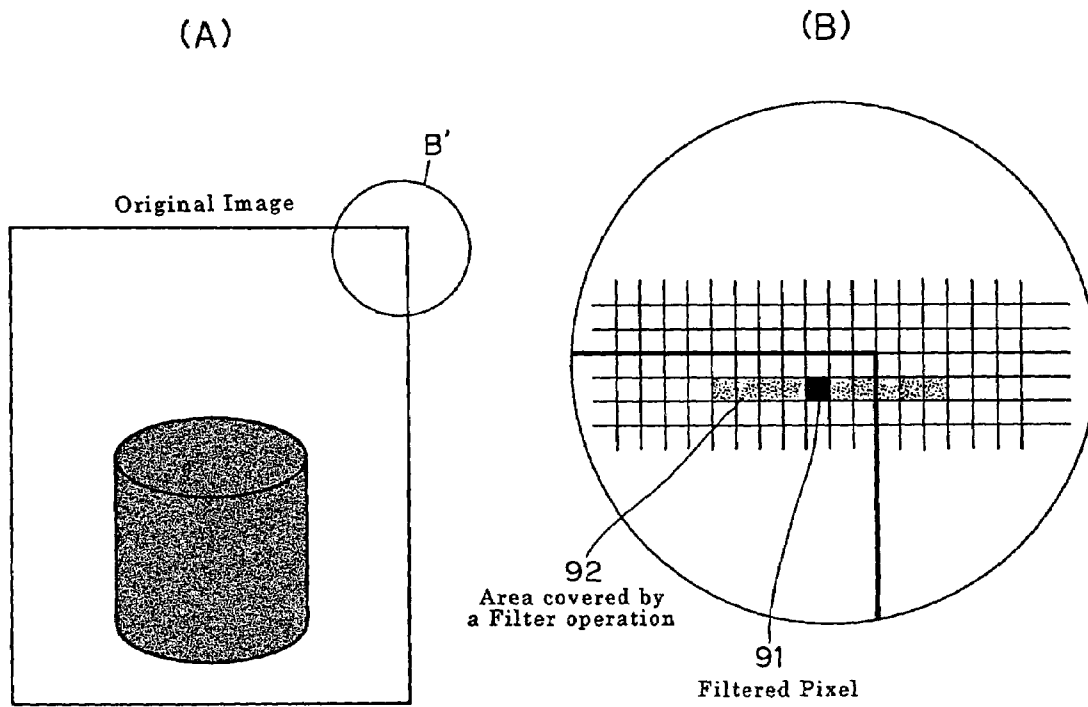 (A)
(B)
B'
Original Image
92
Area covered by
a Filter operation
91
Filtered Pixel